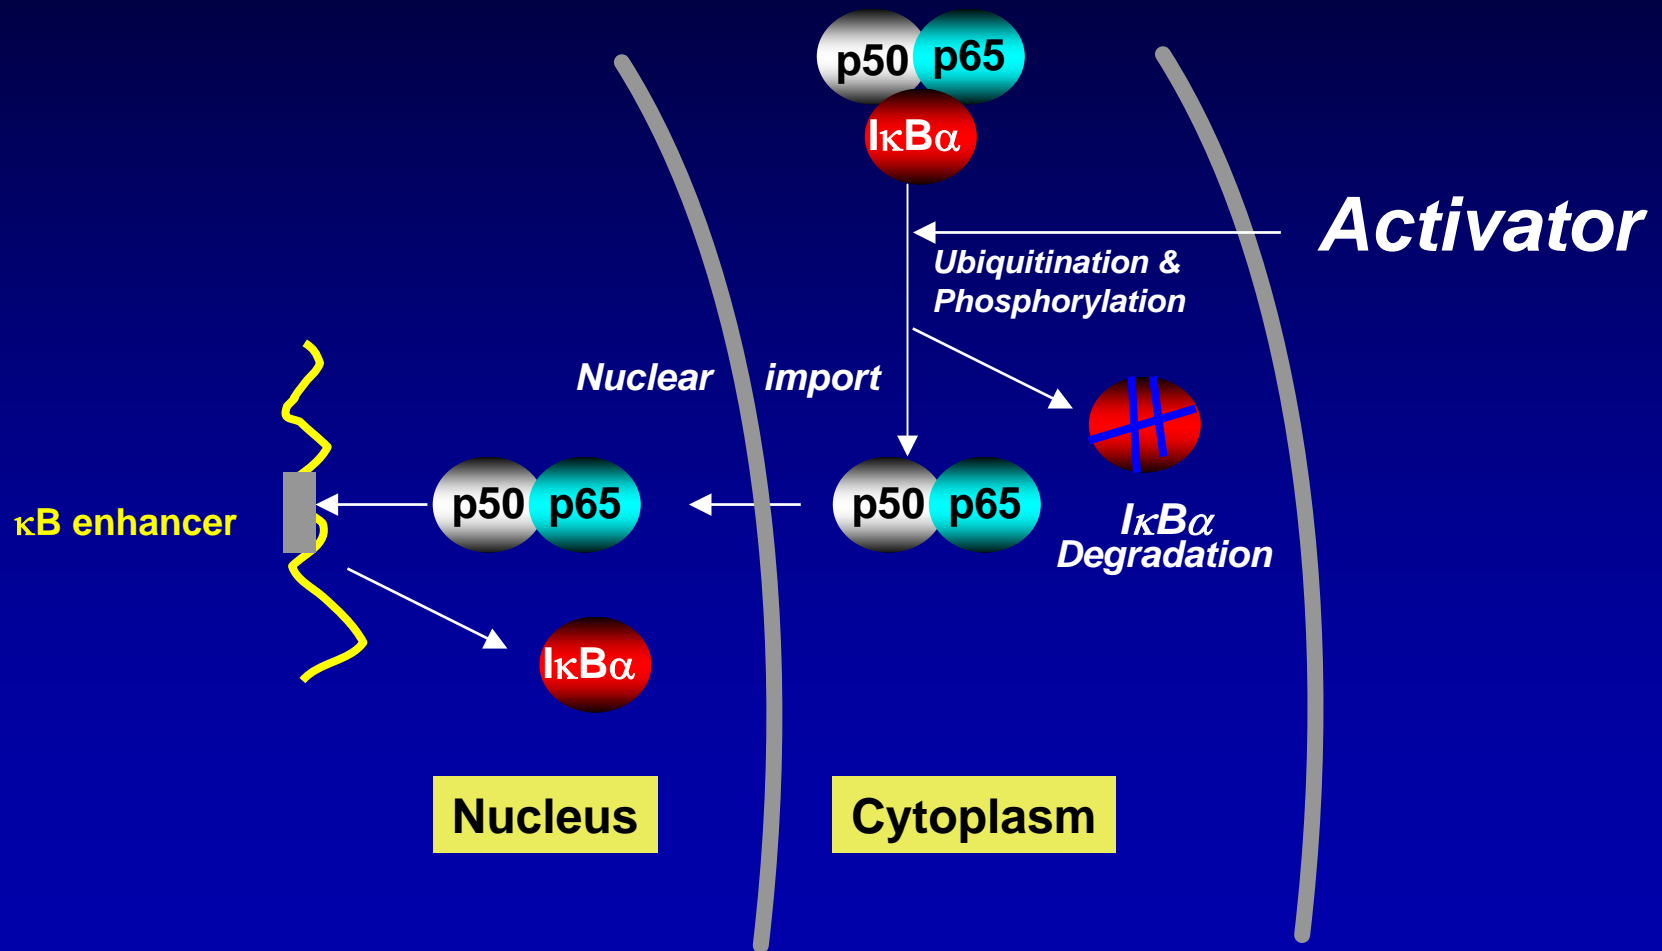 p50 p65
IκBα
Activator
Ubiquitination &
Phosphorylation
Nuclear import
κB enhancer
p50 p65
p50 p65
IκBα
Degradation
IκBα
Nucleus
Cytoplasm